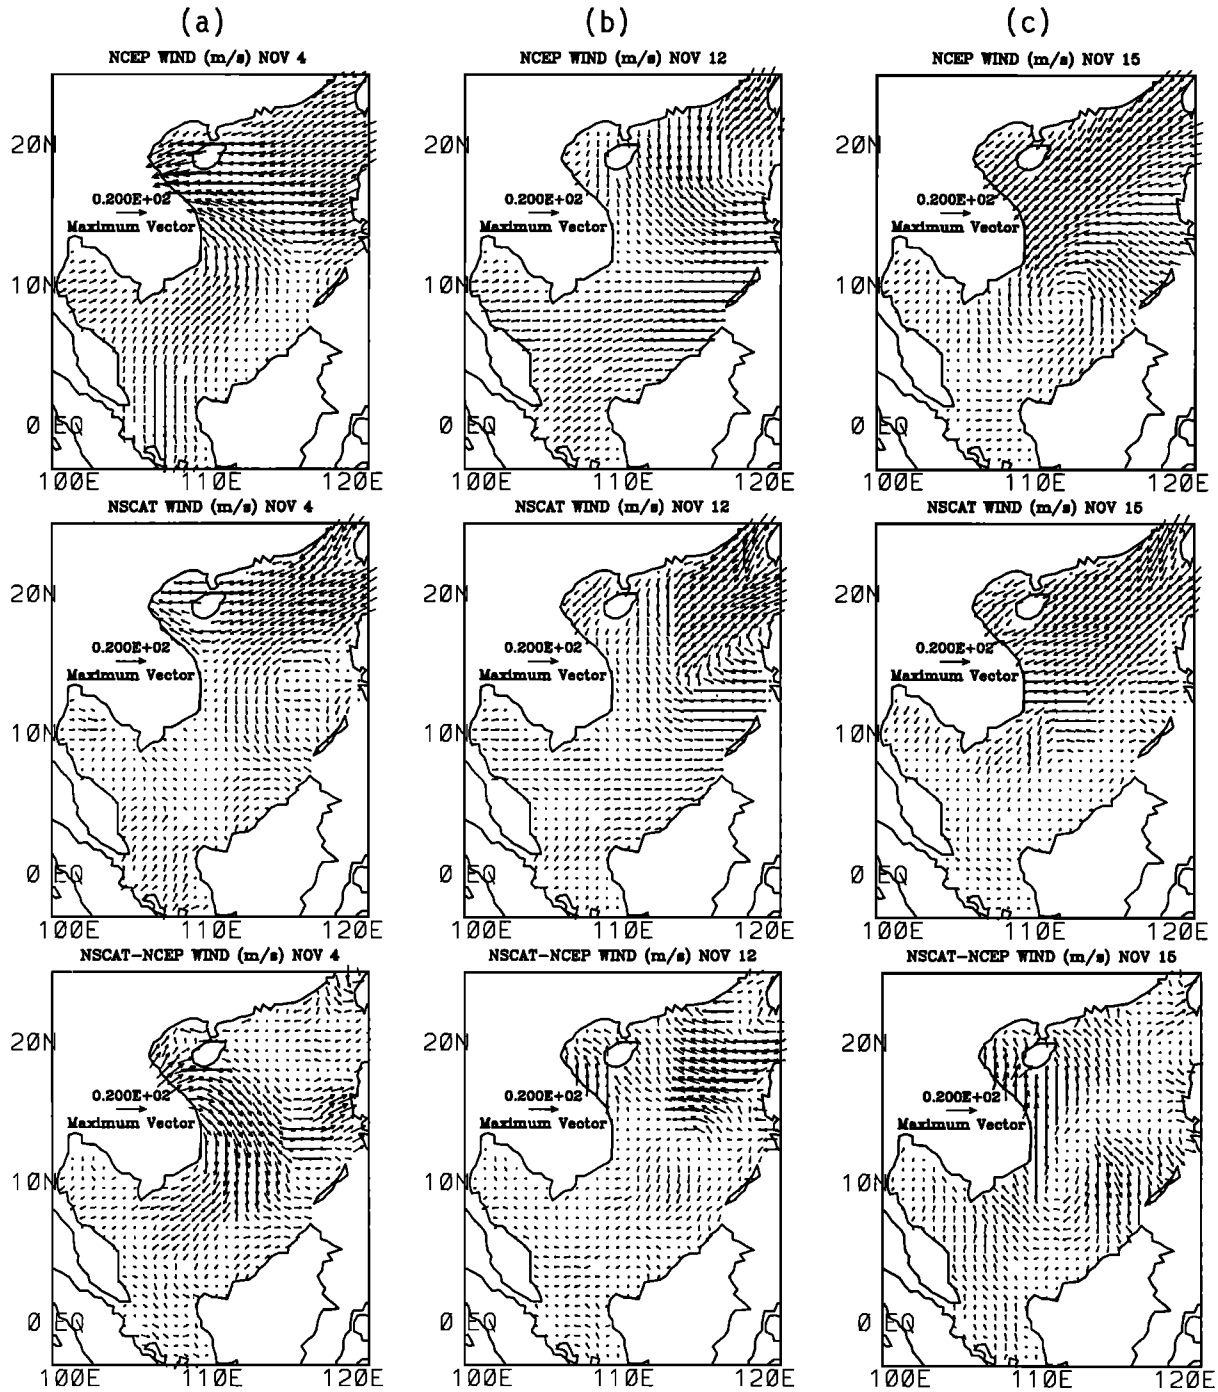 (a) (b) (c)
NCEP WIND (m/s) NOV 4 NCEP WIND (m/s) NOV 12 NCEP WIND (m/s) NOV 15
20N 20N 20N
0.200E+02 0.200E+02 0.200E+02
Maximum Vector Maximum Vector Maximum Vector
10N 10N 10N
0 EQ 0 EQ 0 EQ
100E 110E 120E 100E 110E 120E 100E 110E 120E
NSCAT WIND (m/s) NOV 4 NSCAT WIND (m/s) NOV 12 NSCAT WIND (m/s) NOV 15
20N 20N 20N
0.200E+02 0.200E+02 0.200E+02
Maximum Vector Maximum Vector Maximum Vector
10N 10N 10N
0 EQ 0 EQ 0 EQ
100E 110E 120E 100E 110E 120E 100E 110E 120E
NSCAT-NCEP WIND (m/s) NOV 4 NSCAT-NCEP WIND (m/s) NOV 12 NSCAT-NCEP WIND (m/s) NOV 15
20N 20N 20N
0.200E+02 0.200E+02 0.200E+02
Maximum Vector Maximum Vector Maximum Vector
10N 10N 10N
0 EQ 0 EQ 0 EQ
100E 110E 120E 100E 110E 120E 100E 110E 120E